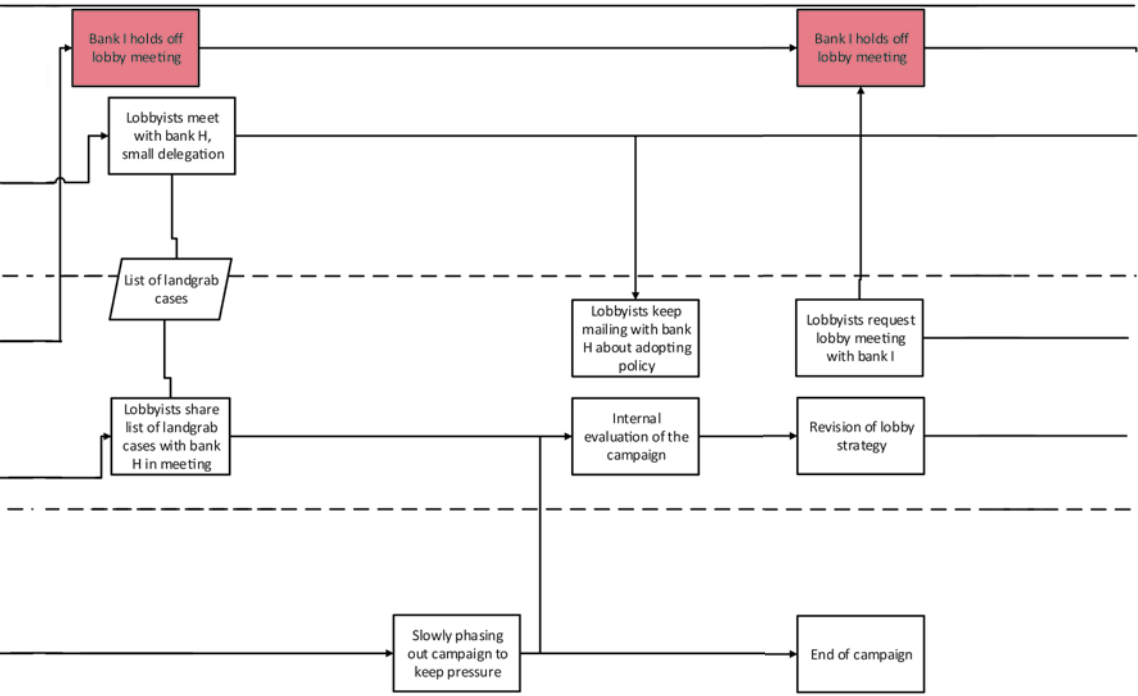 Bank I holds off
lobby meeting
Bank I holds off
lobby meeting
Lobbyists meet
with bank H,
small delegation
List of landgrab
cases
Lobbyists keep
mailing with bank
H about adopting
policy
Lobbyists request
lobby meeting
with bank I
Lobbyists share
list of landgrab
cases with bank
H in meeting
Internal
evaluation of the
campaign
Revision of lobby
strategy
Slowly phasing
out campaign to
keep pressure
End of campaign